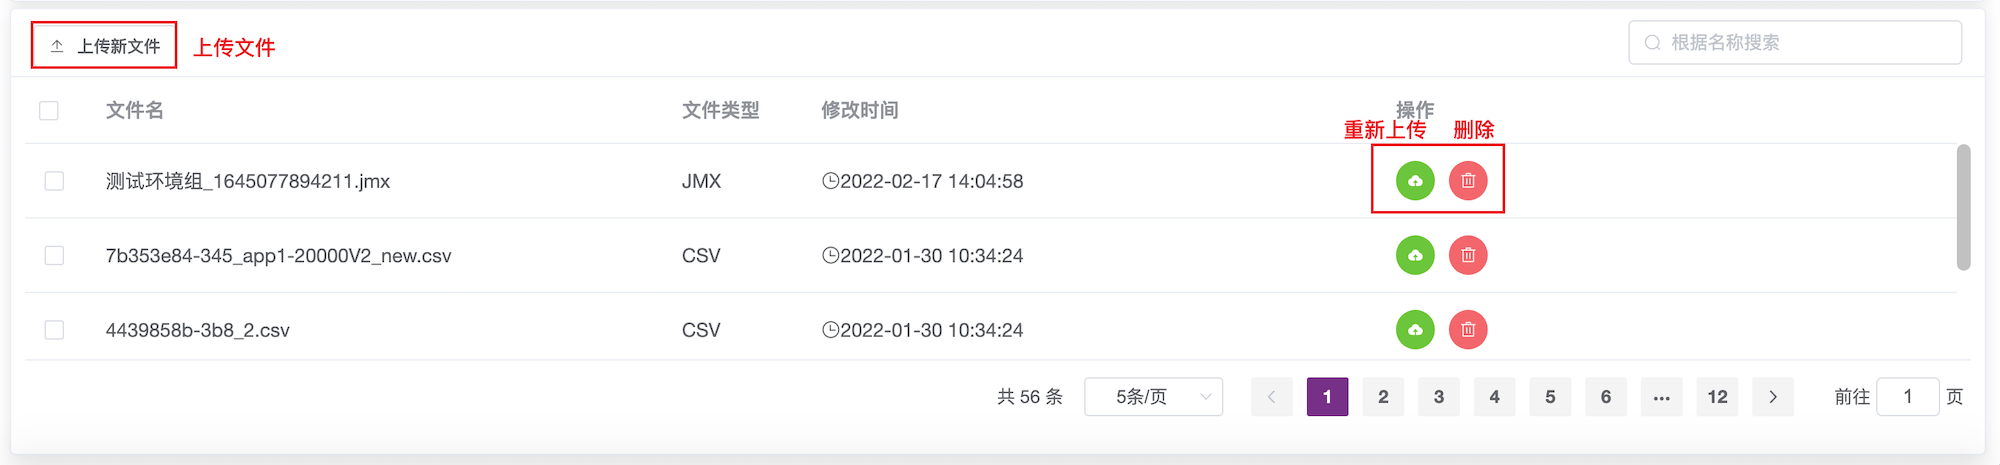 上传新文件 上传文件 根据名称搜索
文件名 文件类型 修改时间 操作
重新上传 删除
测试环境组_1645077894211.jmx JMX 2022-02-17 14:04:58
7b353e84-345_app1-20000V2_new.csv CSV 2022-01-30 10:34:24
4439858b-3b8_2.csv CSV 2022-01-30 10:34:24
共 56 条 5条/页 1 2 3 4 5 6 ... 12 前往 1 页